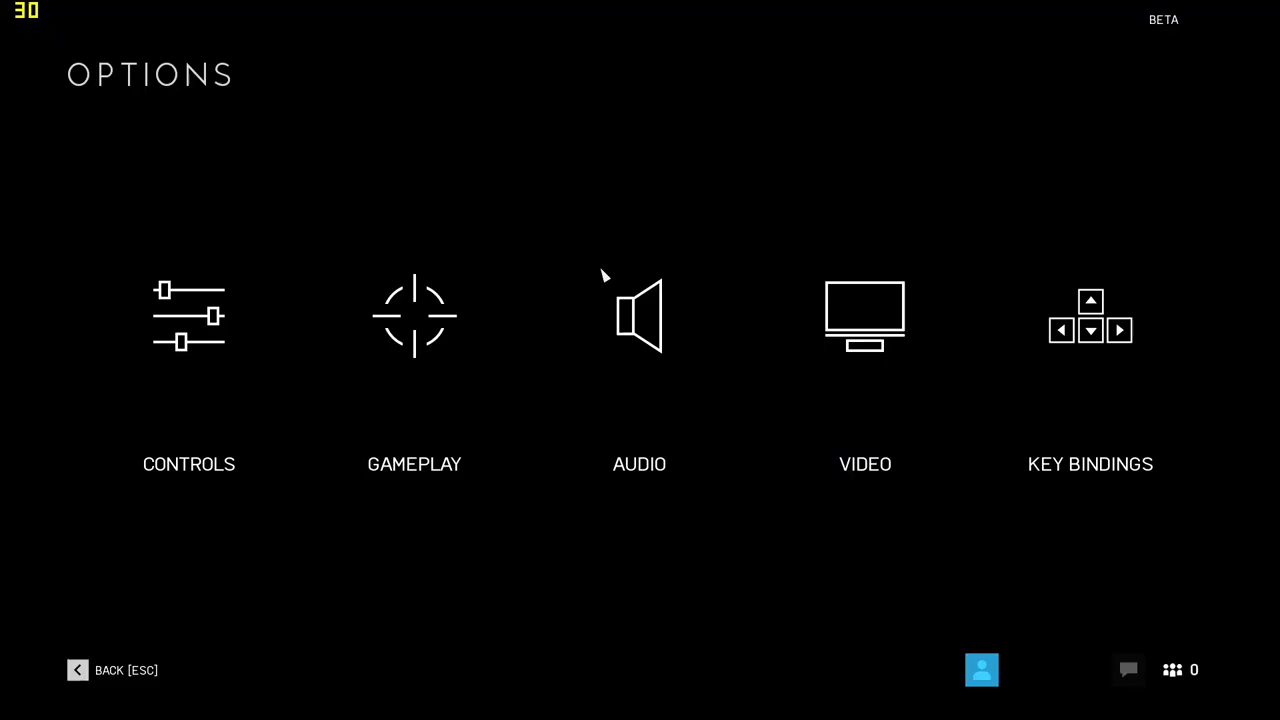 30
BETA
OPTIONS
CONTROLS
GAMEPLAY
AUDIO
VIDEO
KEY BINDINGS
BACK [ESC]
0